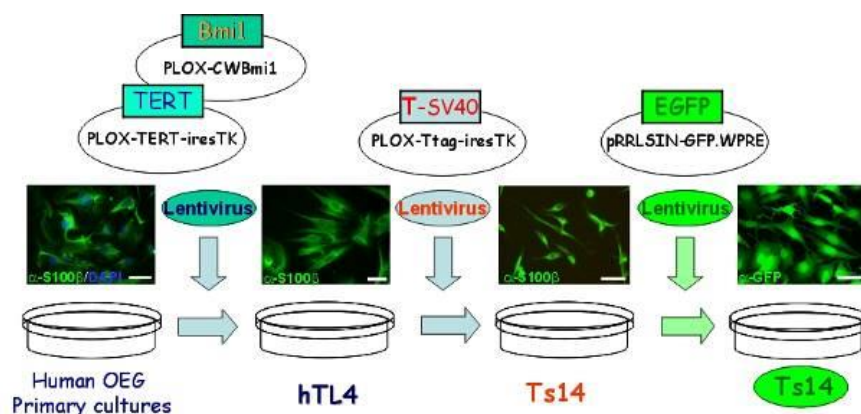 Bmi1
PLOX-CWBmi1
TERT
PLOX-TERT-iresTK
T-SV40
PLOX-Ttag-iresTK
EGFP
pRRLSIN-GFP.WPRE
α-S100β/DAPI
Lentivirus
α-S100β
Lentivirus
α-S100β
Lentivirus
α-GFP
Human OEG
Primary cultures
hTL4
Ts14
Ts14